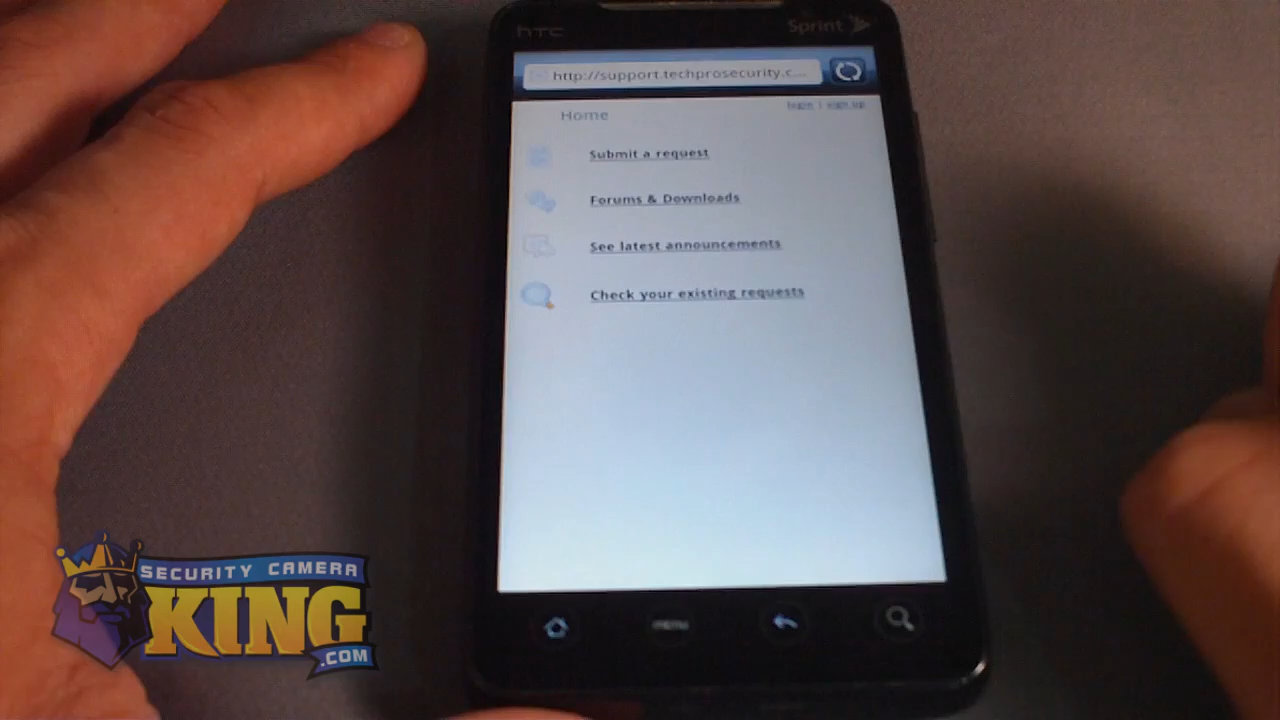 htc
Sprint
http://support.techprosecurity.c...
Home
Submit a request
Forums & Downloads
See latest announcements
Check your existing requests
MENU
SECURITY CAMERA
KING
.COM